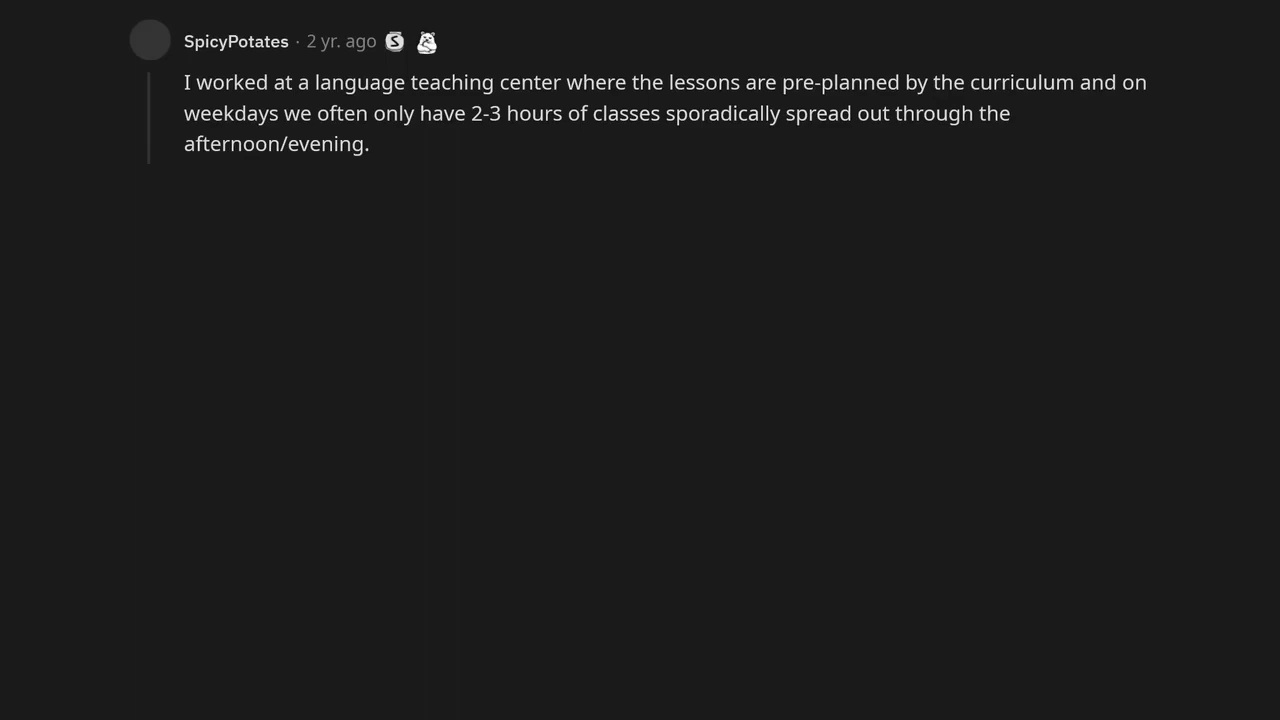 SpicyPotates · 2 yr. ago
I worked at a language teaching center where the lessons are pre-planned by the curriculum and on
weekdays we often only have 2-3 hours of classes sporadically spread out through the
afternoon/evening.